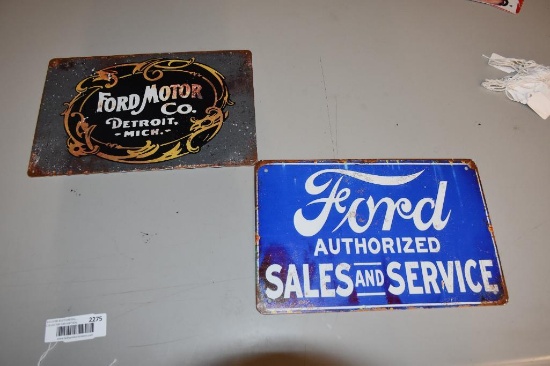 FORD MOTOR
CO.
DETROIT,
-MICH.-
Ford
AUTHORIZED
SALES AND SERVICE
2275